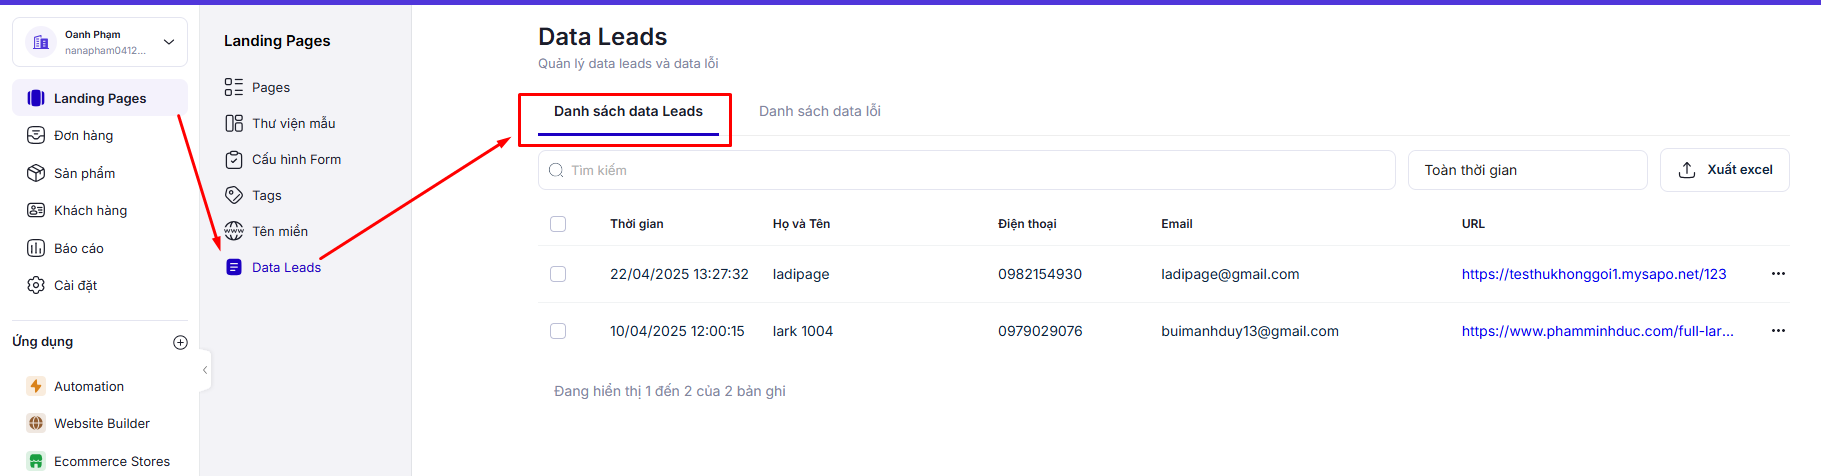 Oanh Phạm
nanapham0412...
Landing Pages
Đơn hàng
Sản phẩm
Khách hàng
Báo cáo
Cài đặt
Ứng dụng
Automation
Website Builder
Ecommerce Stores
Landing Pages
Pages
Thư viện mẫu
Cấu hình Form
Tags
Tên miền
Data Leads
Data Leads
Quản lý data leads và data lỗi
Danh sách data Leads Danh sách data lỗi
Tìm kiếm Toàn thời gian Xuất excel
Thời gian Họ và Tên Điện thoại Email URL
22/04/2025 13:27:32 ladipage 0982154930 ladipage@gmail.com https://testthukhonggoi1.mysapo.net/123
10/04/2025 12:00:15 lark 1004 0979029076 buimanhduy13@gmail.com https://www.phamminhduc.com/full-lar...
Đang hiển thị 1 đến 2 của 2 bản ghi